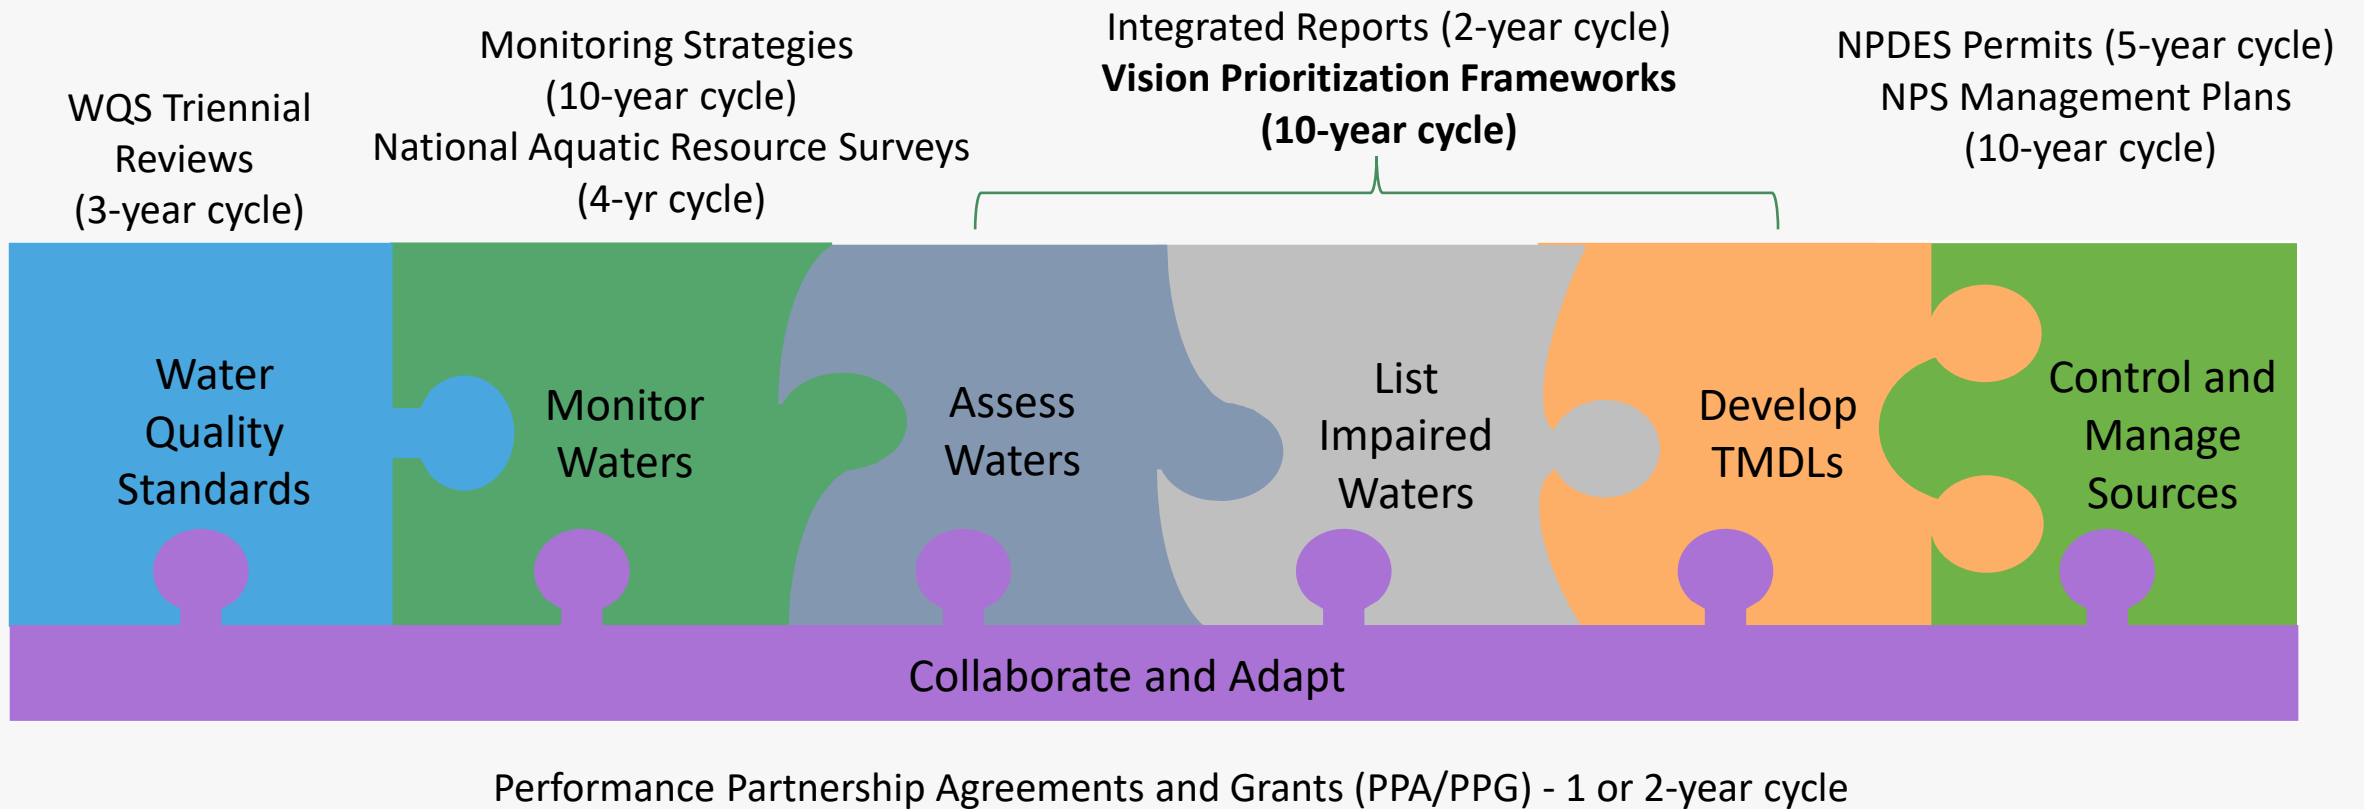 WQS Triennial
Reviews
(3-year cycle)
Monitoring Strategies
(10-year cycle)
National Aquatic Resource Surveys
(4-yr cycle)
Integrated Reports (2-year cycle)
Vision Prioritization Frameworks
(10-year cycle)
NPDES Permits (5-year cycle)
NPS Management Plans
(10-year cycle)
Water
Quality
Standards
Monitor
Waters
Assess
Waters
List
Impaired
Waters
Develop
TMDLs
Control and
Manage
Sources
Collaborate and Adapt
Performance Partnership Agreements and Grants (PPA/PPG) - 1 or 2-year cycle